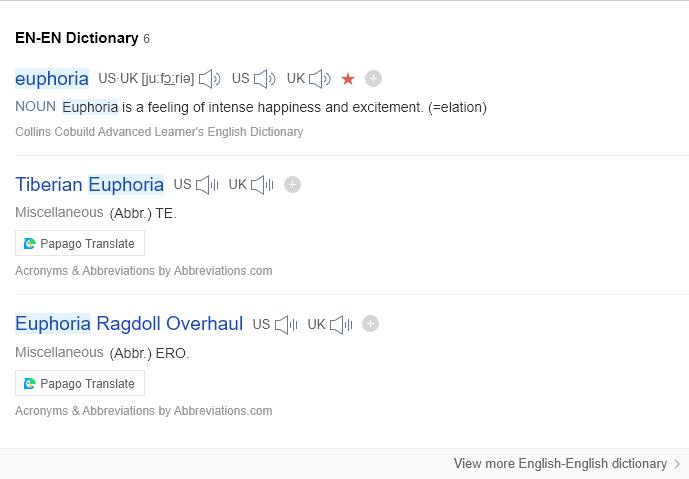 EN-EN Dictionary 6
euphoria US·UK [juːfɔ́ːriə] US UK
NOUN Euphoria is a feeling of intense happiness and excitement. (=elation)
Collins Cobuild Advanced Learner's English Dictionary
Tiberian Euphoria US UK
Miscellaneous (Abbr.) TE.
Papago Translate
Acronyms & Abbreviations by Abbreviations.com
Euphoria Ragdoll Overhaul US UK
Miscellaneous (Abbr.) ERO.
Papago Translate
Acronyms & Abbreviations by Abbreviations.com
View more English-English dictionary